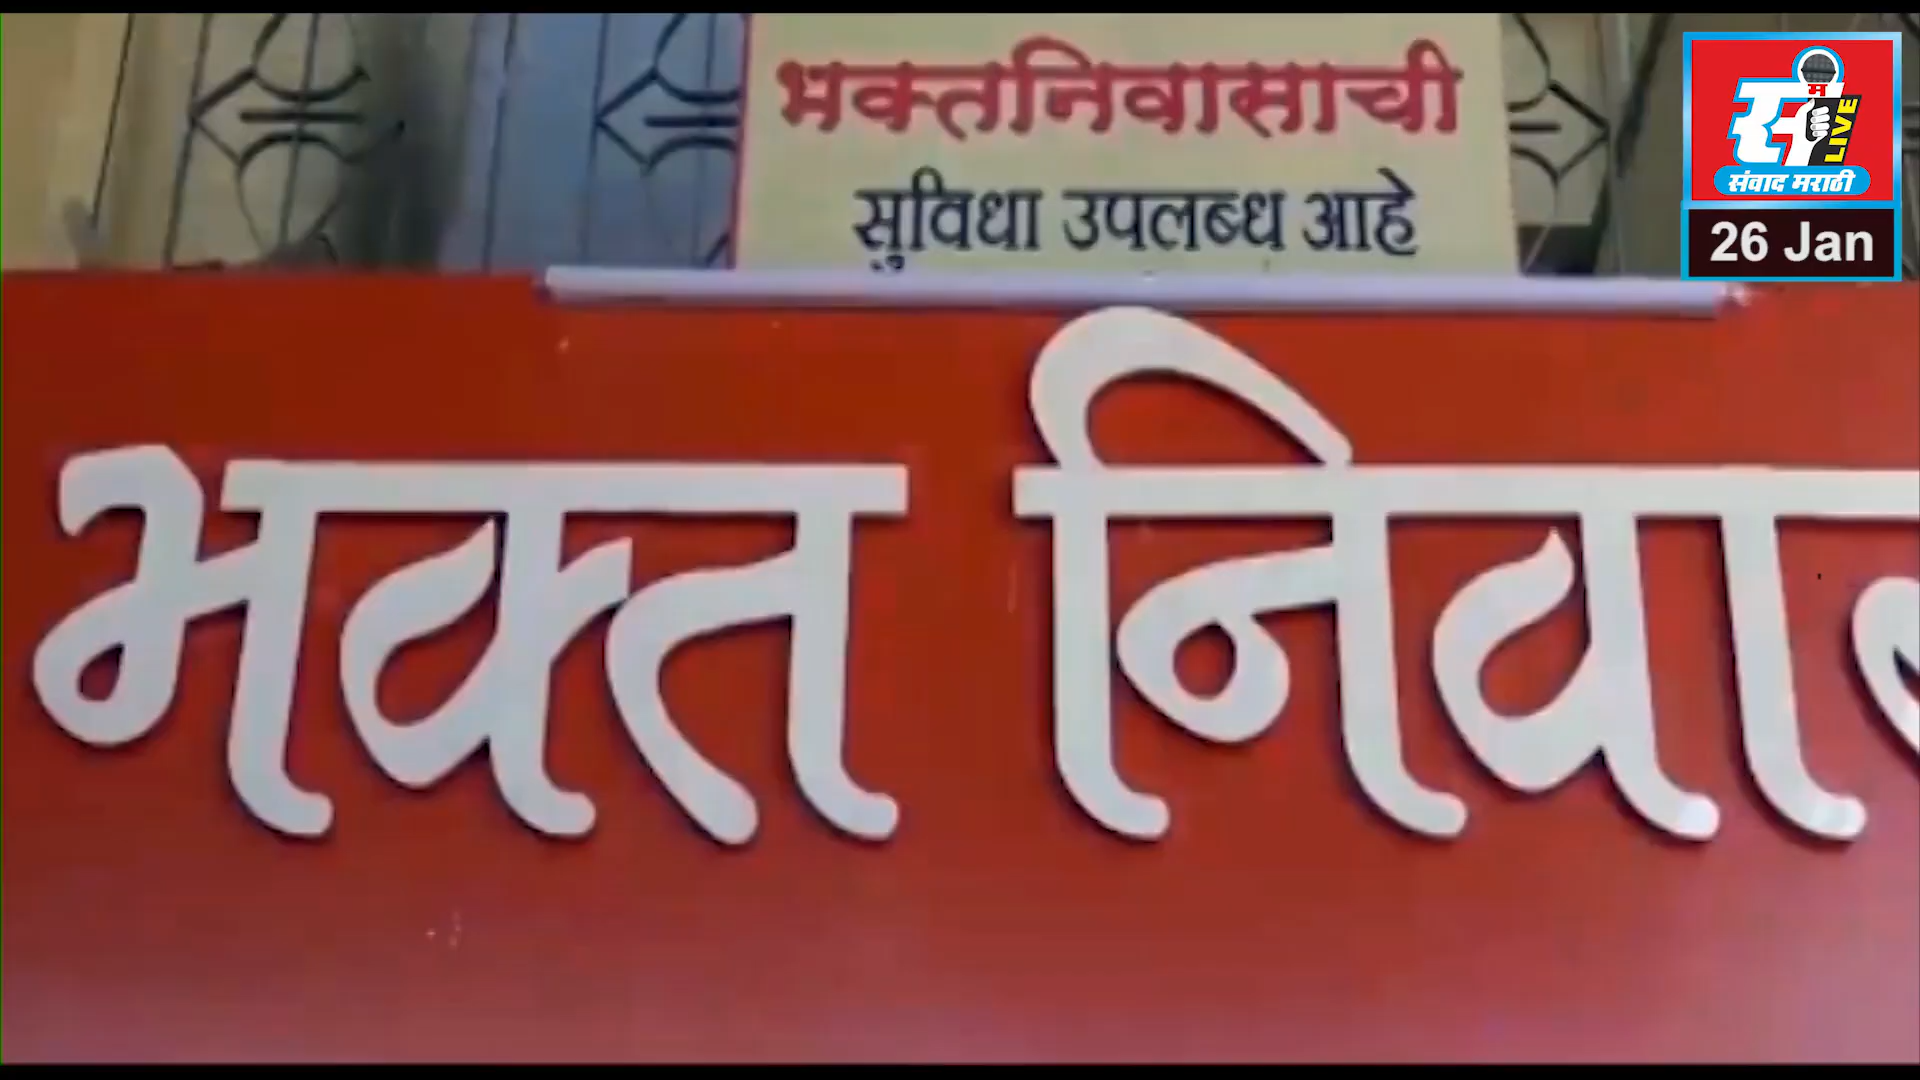 भक्तनिवासाची
सुविधा उपलब्ध आहे
म
LIVE
संवाद मराठी
26 Jan
भक्त निवा